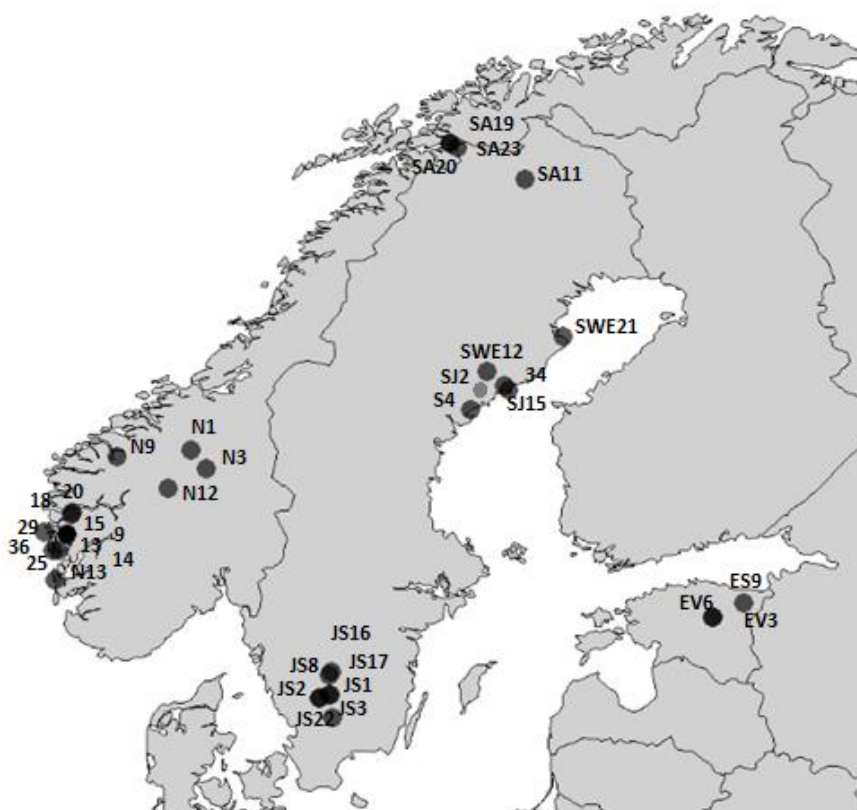 SA19
SA20
SA23
SA11
SWE21
SWE12
SJ2
34
S4
SJ15
N1
N9
N3
N12
18
20
29
15
9
36
13
14
25
N13
ES9
EV6
EV3
JS16
JS8
JS17
JS2
JS1
JS22
JS3